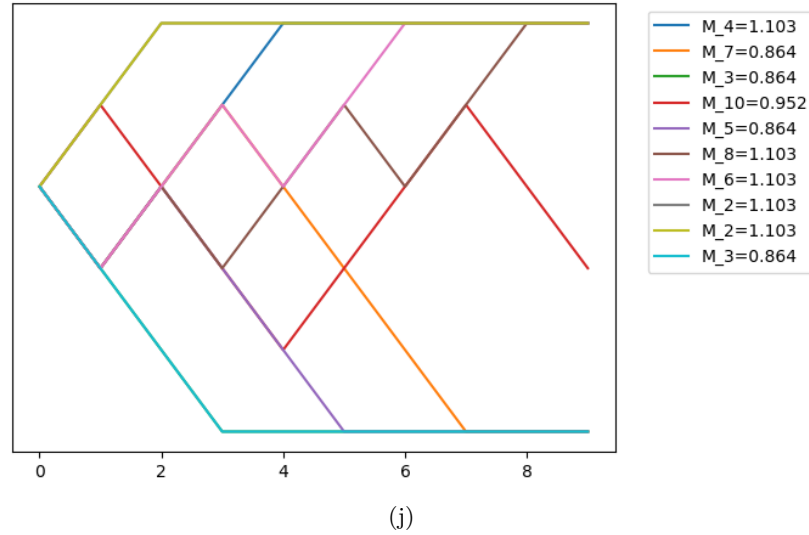 M_4=1.103
M_7=0.864
M_3=0.864
M_10=0.952
M_5=0.864
M_8=1.103
M_6=1.103
M_2=1.103
M_2=1.103
M_3=0.864
0 2 4 6 8
(j)